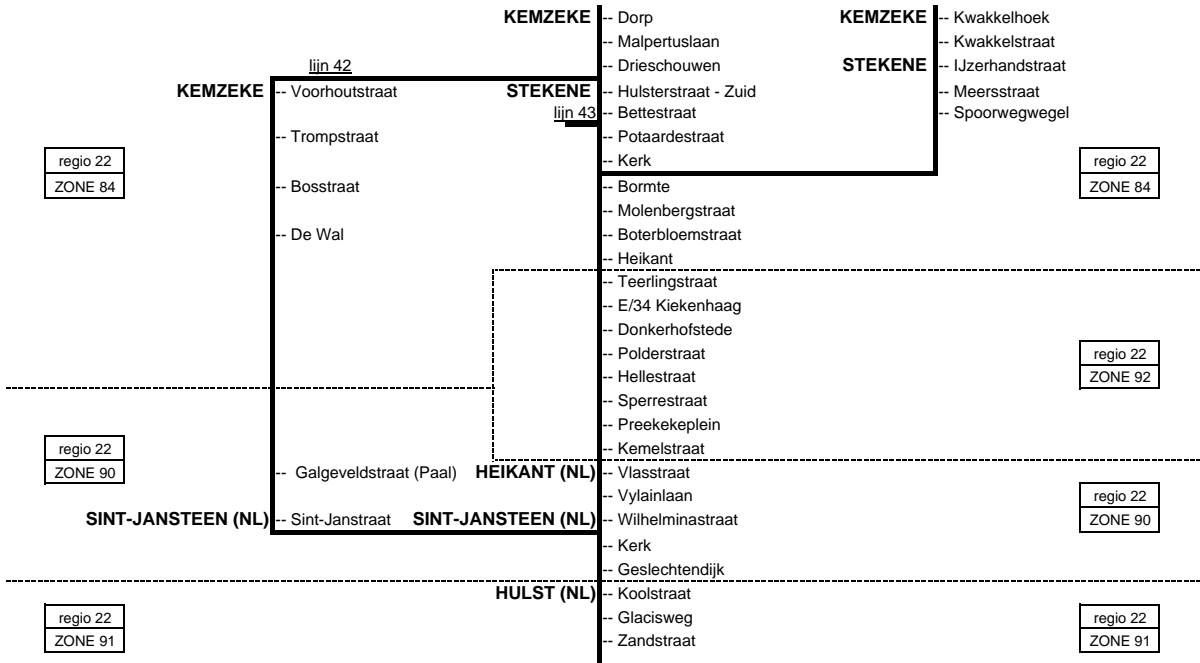 KEMZEKE -- Dorp KEMZEKE -- Kwakkelhoek
-- Malpertuslaan -- Kwakkelstraat
lijn 42 -- Drieschouwen STEKENE -- IJzerhandstraat
KEMZEKE -- Voorhoutstraat STEKENE -- Hulsterstraat - Zuid -- Meersstraat
lijn 43 -- Bettestraat -- Spoorwegwegel
-- Trompstraat -- Potaardestraat
regio 22 -- Kerk regio 22
ZONE 84 -- Bosstraat -- Bormte ZONE 84
-- Molenbergstraat
-- De Wal -- Boterbloemstraat
-- Heikant
-- Teerlingstraat
-- E/34 Kiekenhaag
-- Donkerhofstede
-- Polderstraat regio 22
-- Hellestraat ZONE 92
-- Sperrestraat
-- Preekekeplein
regio 22 -- Kemelstraat
ZONE 90 -- Galgeveldstraat (Paal) HEIKANT (NL) -- Vlasstraat
-- Vylainlaan regio 22
SINT-JANSTEEN (NL) -- Sint-Janstraat SINT-JANSTEEN (NL) -- Wilhelminastraat ZONE 90
-- Kerk
-- Geslechtendijk
HULST (NL) -- Koolstraat
regio 22 -- Glacisweg regio 22
ZONE 91 -- Zandstraat ZONE 91